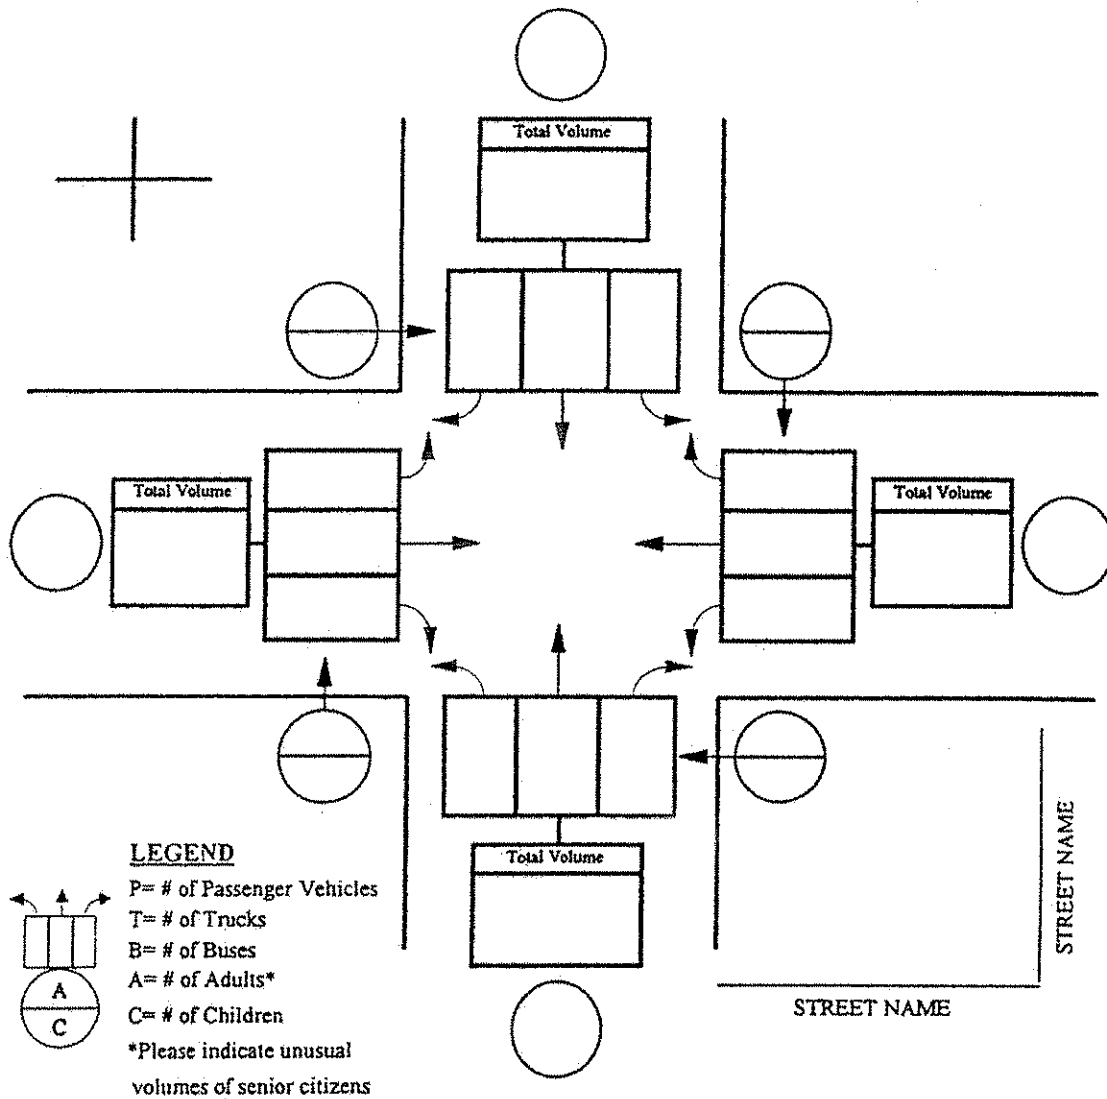 Total Volume
Total Volume
Total Volume
Total Volume
LEGEND
P= # of Passenger Vehicles
T= # of Trucks
B= # of Buses
A= # of Adults*
C= # of Children
*Please indicate unusual
volumes of senior citizens
A
C
STREET NAME
STREET NAME